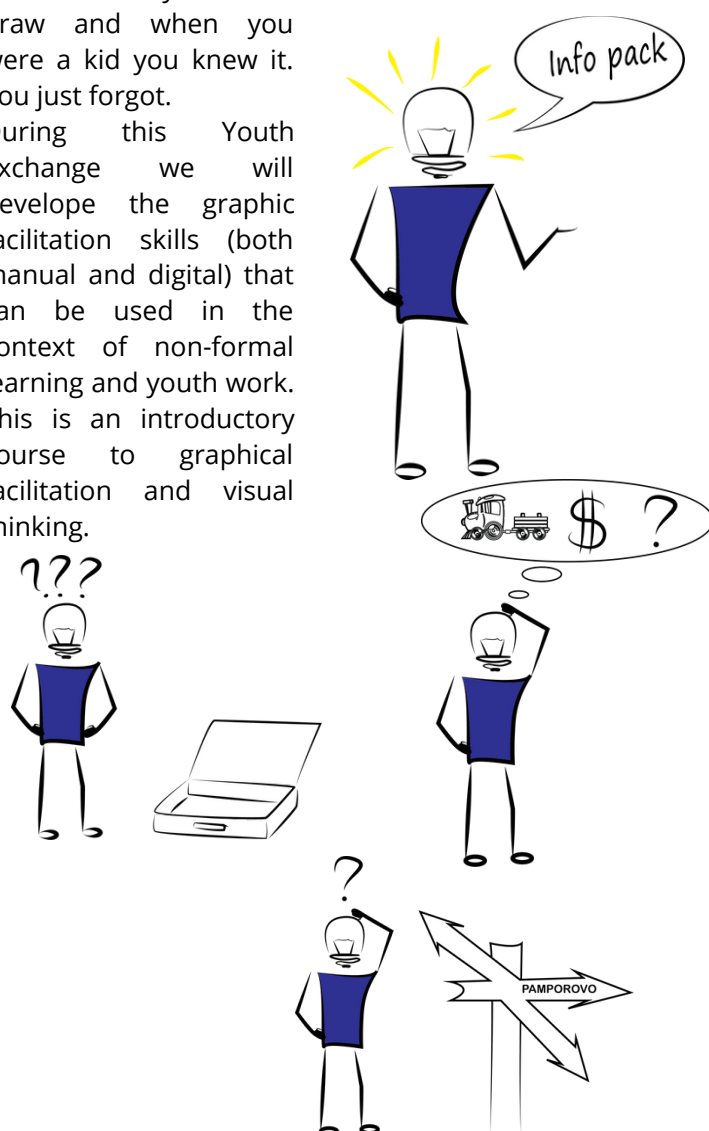 raw and when you
were a kid you knew it.
ou just forgot.
uring this Youth
xchange we will
evelope the graphic
acilitation skills (both
manual and digital) that
an be used in the
ontext of non-formal
earning and youth work.
his is an introductory
ourse to graphical
acilitation and visual
hinking.
Info pack
$ ?
???
?
PAMPOROVO